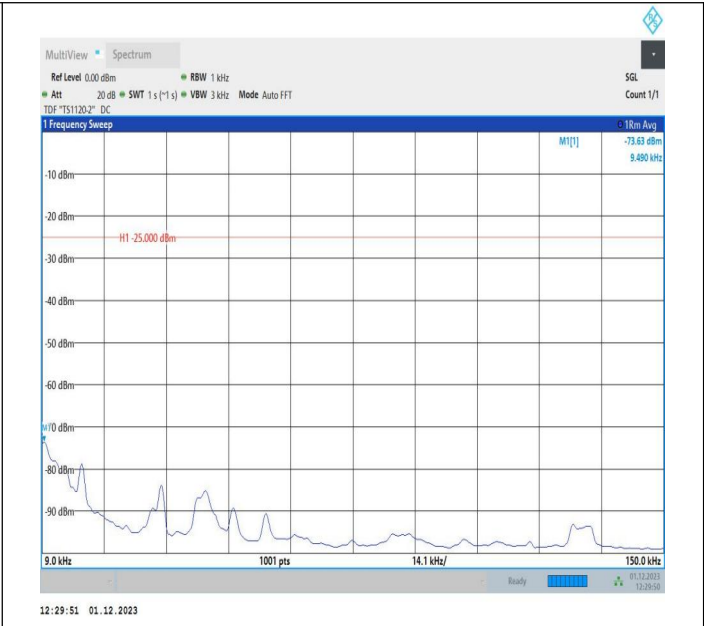 MultiView Spectrum
Ref Level 0.00 dBm RBW 1 kHz SGL
Att 20 dB SWT 1 s (~1 s) VBW 3 kHz Mode Auto FFT Count 1/1
TDF "TS1120-2" DC
1 Frequency Sweep 1Rm Avg
M1[1] -73.63 dBm
9.490 kHz
-10 dBm
-20 dBm
H1 -25.000 dBm
-30 dBm
-40 dBm
-50 dBm
-60 dBm
M1
70 dBm
-80 dBm
-90 dBm
9.0 kHz 1001 pts 14.1 kHz/ 150.0 kHz
Ready 01.12.2023
12:29:50
12:29:51 01.12.2023